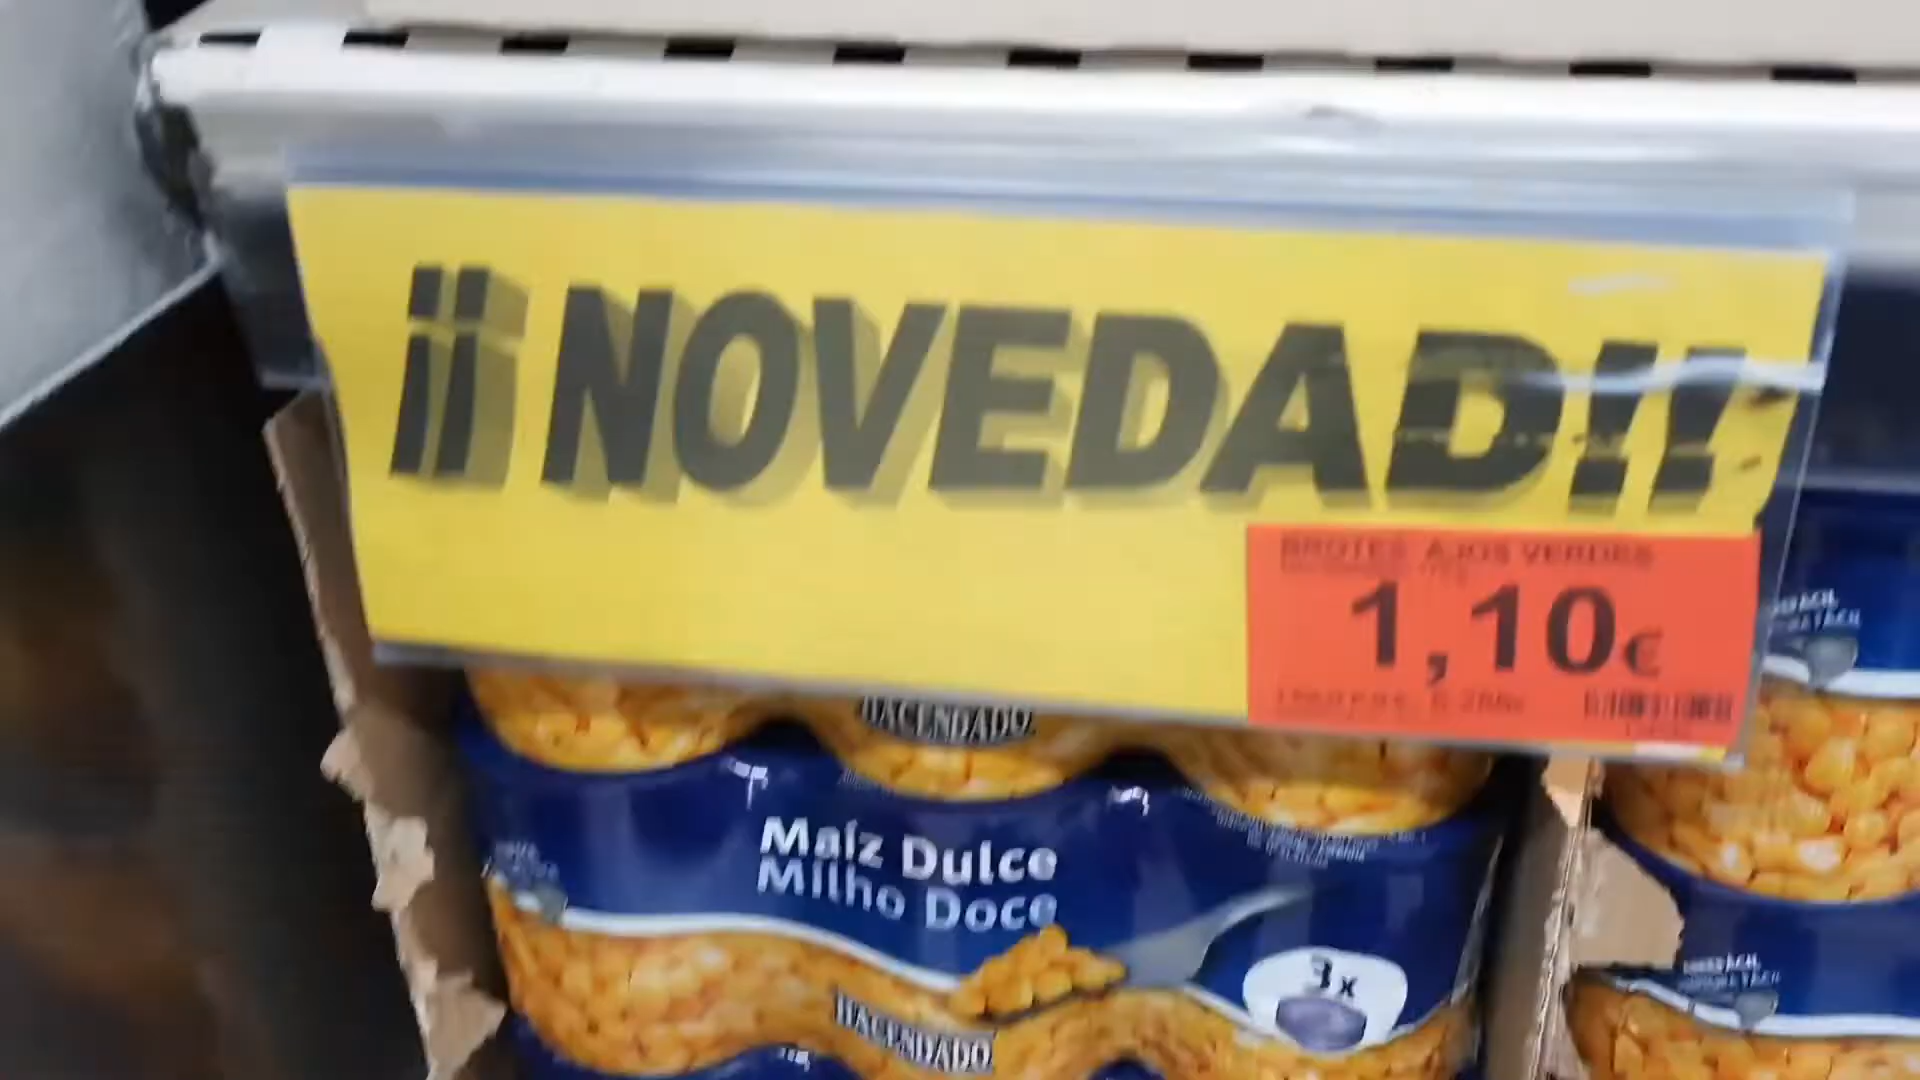 ¡¡NOVEDAD!!
BROTES AJOS VERDES
1,10€
HACENDADO
Maíz Dulce
Milho Doce
3x
HACENDADO